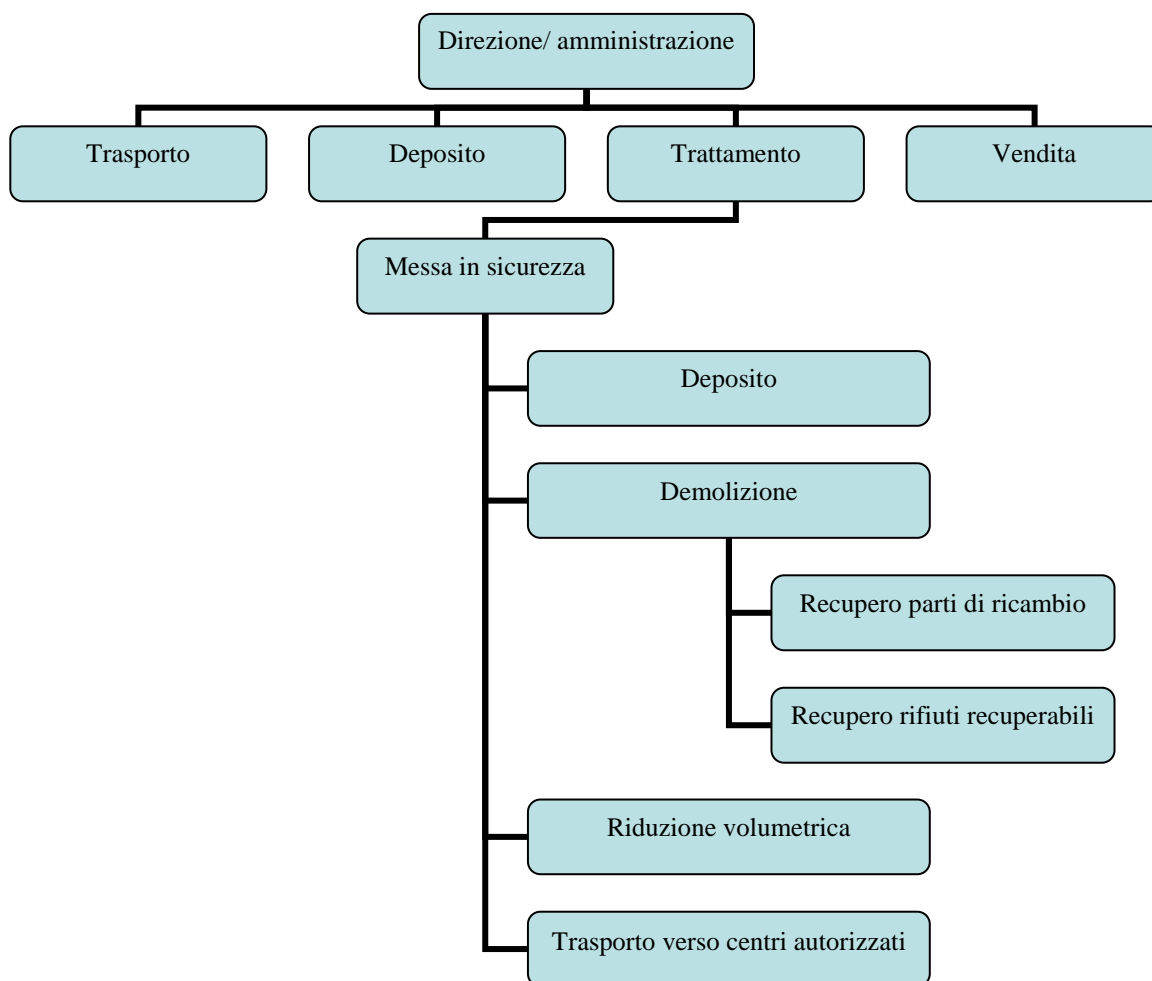 Direzione/ amministrazione
Trasporto
Deposito
Trattamento
Vendita
Messa in sicurezza
Deposito
Demolizione
Recupero parti di ricambio
Recupero rifiuti recuperabili
Riduzione volumetrica
Trasporto verso centri autorizzati